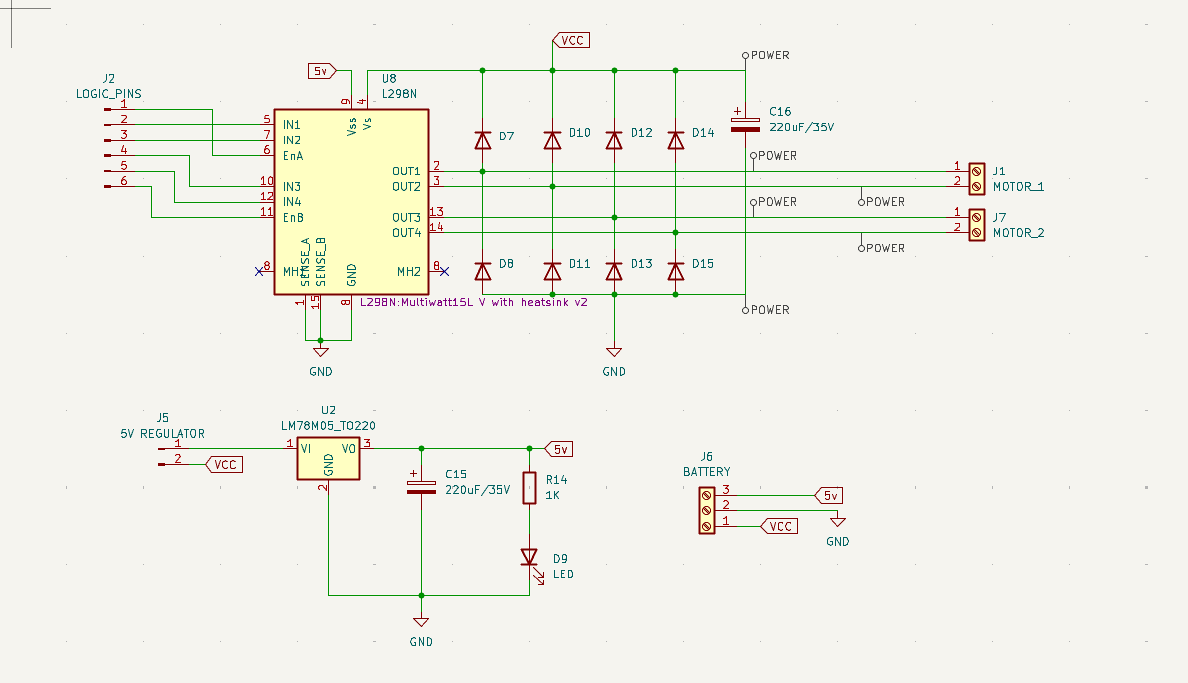 VCC
POWER
5v
J2
LOGIC_PINS
1
2
3
4
5
6
U8
L298N
9
4
Vss
Vs
5
IN1
7
IN2
6
EnA
10
IN3
12
IN4
11
EnB
8
MH1
SENSE_A
SENSE_B
GND
OUT1
2
OUT2
3
OUT3
13
OUT4
14
MH2
8
1
15
8
L298N:Multiwatt15L V with heatsink v2
GND
D7
D10
D12
D14
C16
220uF/35V
POWER
POWER
POWER
POWER
1
2
J1
MOTOR_1
1
2
J7
MOTOR_2
D8
D11
D13
D15
POWER
GND
J5
5V REGULATOR
1
2
VCC
U2
LM78M05_TO220
1
VI
VO
3
GND
2
C15
220uF/35V
5v
R14
1K
D9
LED
GND
J6
BATTERY
3
5v
2
1
VCC
GND